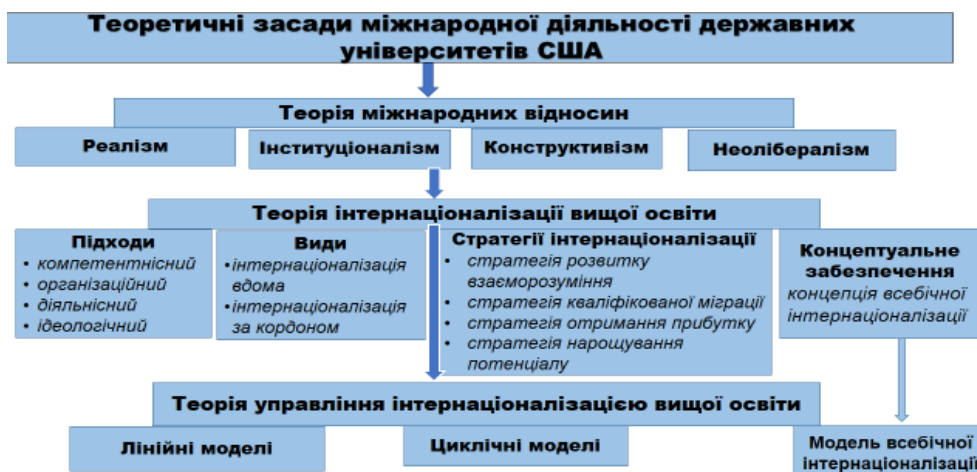 Теоретичні засади міжнародної діяльності державних
університетів США
Теорія міжнародних відносин
Реалізм
Інституціоналізм
Конструктивізм
Неолібералізм
Теорія інтернаціоналізації вищої освіти
Підходи
• компетентнісний
• організаційний
• діяльнісний
• ідеологічний
Види
• інтернаціоналізація
вдома
• інтернаціоналізація
за кордоном
Стратегії інтернаціоналізації
• стратегія розвитку
взаєморозуміння
• стратегія кваліфікованої міграції
• стратегія отримання прибутку
• стратегія нарощування
потенціалу
Концептуальне
забезпечення
концепція всебічної
інтернаціоналізації
Теорія управління інтернаціоналізацією вищої освіти
Лінійні моделі
Циклічні моделі
Модель всебічної
інтернаціоналізації